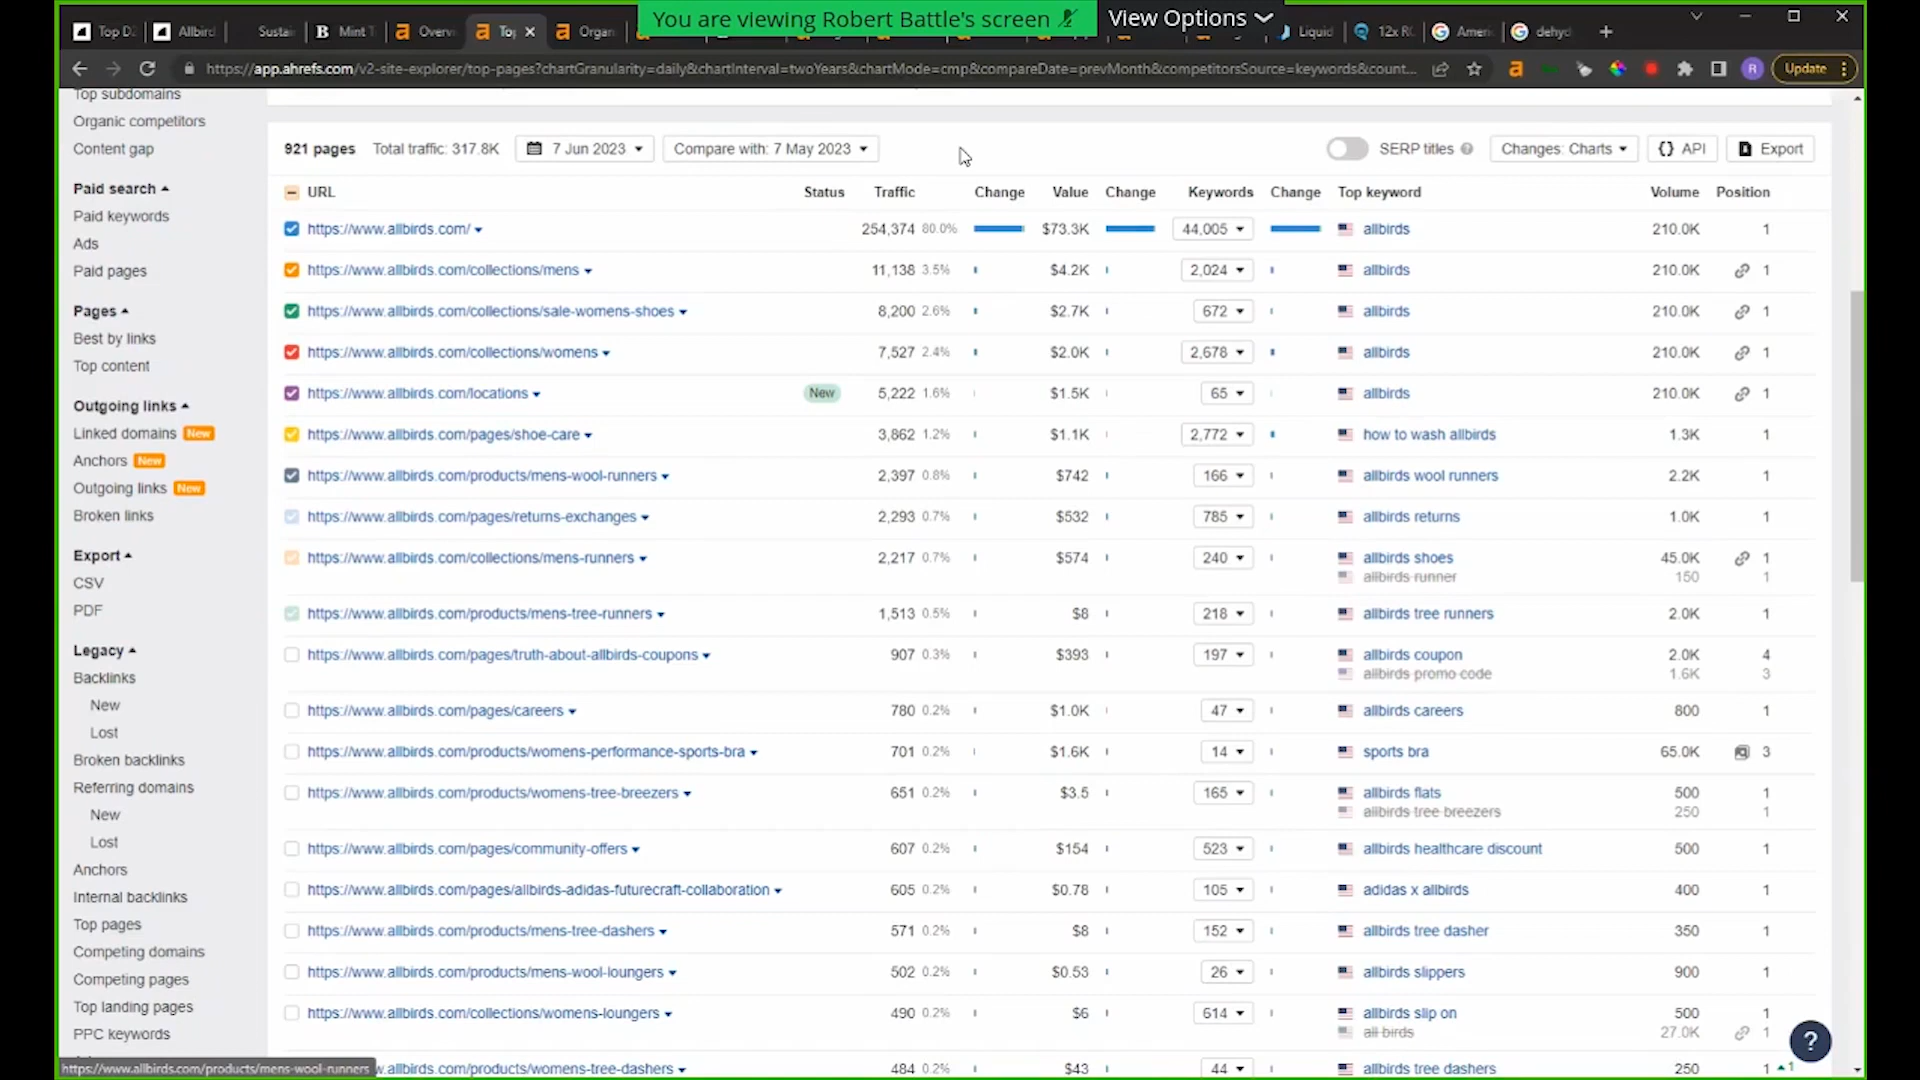 You are viewing Robert Battle's screen
View Options
Top D
Allbird
Sustai
Mint T
Overv
To
Organ
Liquid
12x R
Ameri
dehyd
https://app.ahrefs.com/v2-site-explorer/top-pages?chartGranularity=daily&chartInterval=twoYears&chartMode=cmp&compareDate=prevMonth&competitorsSource=keywords&count...
R
Update
Top subdomains
Organic competitors
Content gap
Paid search
Paid keywords
Ads
Paid pages
Pages
Best by links
Top content
Outgoing links
Linked domains New
Anchors New
Outgoing links New
Broken links
Export
CSV
PDF
Legacy
Backlinks
New
Lost
Broken backlinks
Referring domains
New
Lost
Anchors
Internal backlinks
Top pages
Competing domains
Competing pages
Top landing pages
PPC keywords
921 pages Total traffic: 317.8K 7 Jun 2023 Compare with: 7 May 2023 SERP titles Changes: Charts {} API Export
URL Status Traffic Change Value Change Keywords Change Top keyword Volume Position
https://www.allbirds.com/ 254,374 80.0% $73.3K 44,005 allbirds 210.0K 1
https://www.allbirds.com/collections/mens 11,138 3.5% $4.2K 2,024 allbirds 210.0K 1
https://www.allbirds.com/collections/sale-womens-shoes 8,200 2.6% $2.7K 672 allbirds 210.0K 1
https://www.allbirds.com/collections/womens 7,527 2.4% $2.0K 2,678 allbirds 210.0K 1
https://www.allbirds.com/locations New 5,222 1.6% $1.5K 65 allbirds 210.0K 1
https://www.allbirds.com/pages/shoe-care 3,862 1.2% $1.1K 2,772 how to wash allbirds 1.3K 1
https://www.allbirds.com/products/mens-wool-runners 2,397 0.8% $742 166 allbirds wool runners 2.2K 1
https://www.allbirds.com/pages/returns-exchanges 2,293 0.7% $532 785 allbirds returns 1.0K 1
https://www.allbirds.com/collections/mens-runners 2,217 0.7% $574 240 allbirds shoes 45.0K 1
allbirds runner 150 1
https://www.allbirds.com/products/mens-tree-runners 1,513 0.5% $8 218 allbirds tree runners 2.0K 1
https://www.allbirds.com/pages/truth-about-allbirds-coupons 907 0.3% $393 197 allbirds coupon 2.0K 4
allbirds promo code 1.6K 3
https://www.allbirds.com/pages/careers 780 0.2% $1.0K 47 allbirds careers 800 1
https://www.allbirds.com/products/womens-performance-sports-bra 701 0.2% $1.6K 14 sports bra 65.0K 3
https://www.allbirds.com/products/womens-tree-breezers 651 0.2% $3.5 165 allbirds flats 500 1
allbirds tree breezers 250 1
https://www.allbirds.com/pages/community-offers 607 0.2% $154 523 allbirds healthcare discount 500 1
https://www.allbirds.com/pages/allbirds-adidas-futurecraft-collaboration 605 0.2% $0.78 105 adidas x allbirds 400 1
https://www.allbirds.com/products/mens-tree-dashers 571 0.2% $8 152 allbirds tree dasher 350 1
https://www.allbirds.com/products/mens-wool-loungers 502 0.2% $0.53 26 allbirds slippers 900 1
https://www.allbirds.com/collections/womens-loungers 490 0.2% $6 614 allbirds slip on 500 1
all birds 27.0K 1
w.allbirds.com/products/womens-tree-dashers 484 0.2% $43 44 allbirds tree dashers 250 1 1
https://www.allbirds.com/products/mens-wool-runners
?